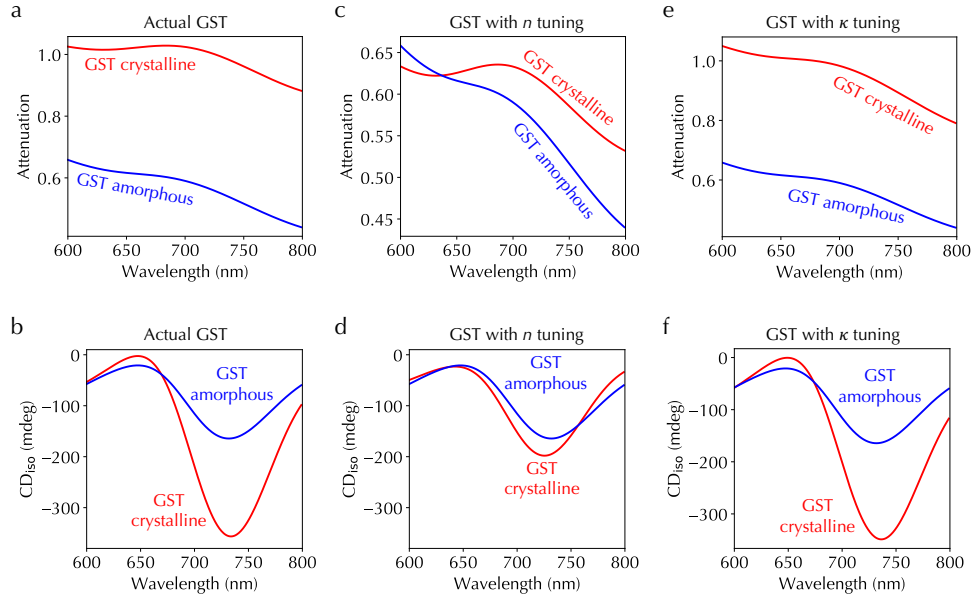 a
Actual GST
Attenuation
1.0
0.8
0.6
GST crystalline
GST amorphous
600 650 700 750 800
Wavelength (nm)
c
GST with n tuning
Attenuation
0.65
0.60
0.55
0.50
0.45
GST crystalline
GST amorphous
600 650 700 750 800
Wavelength (nm)
e
GST with κ tuning
Attenuation
1.0
0.8
0.6
GST crystalline
GST amorphous
600 650 700 750 800
Wavelength (nm)
b
Actual GST
CDiso (mdeg)
0
−100
−200
−300
GST
amorphous
GST
crystalline
600 650 700 750 800
Wavelength (nm)
d
GST with n tuning
CDiso (mdeg)
0
−100
−200
−300
GST
amorphous
GST
crystalline
600 650 700 750 800
Wavelength (nm)
f
GST with κ tuning
CDiso (mdeg)
0
−100
−200
−300
GST
amorphous
GST
crystalline
600 650 700 750 800
Wavelength (nm)